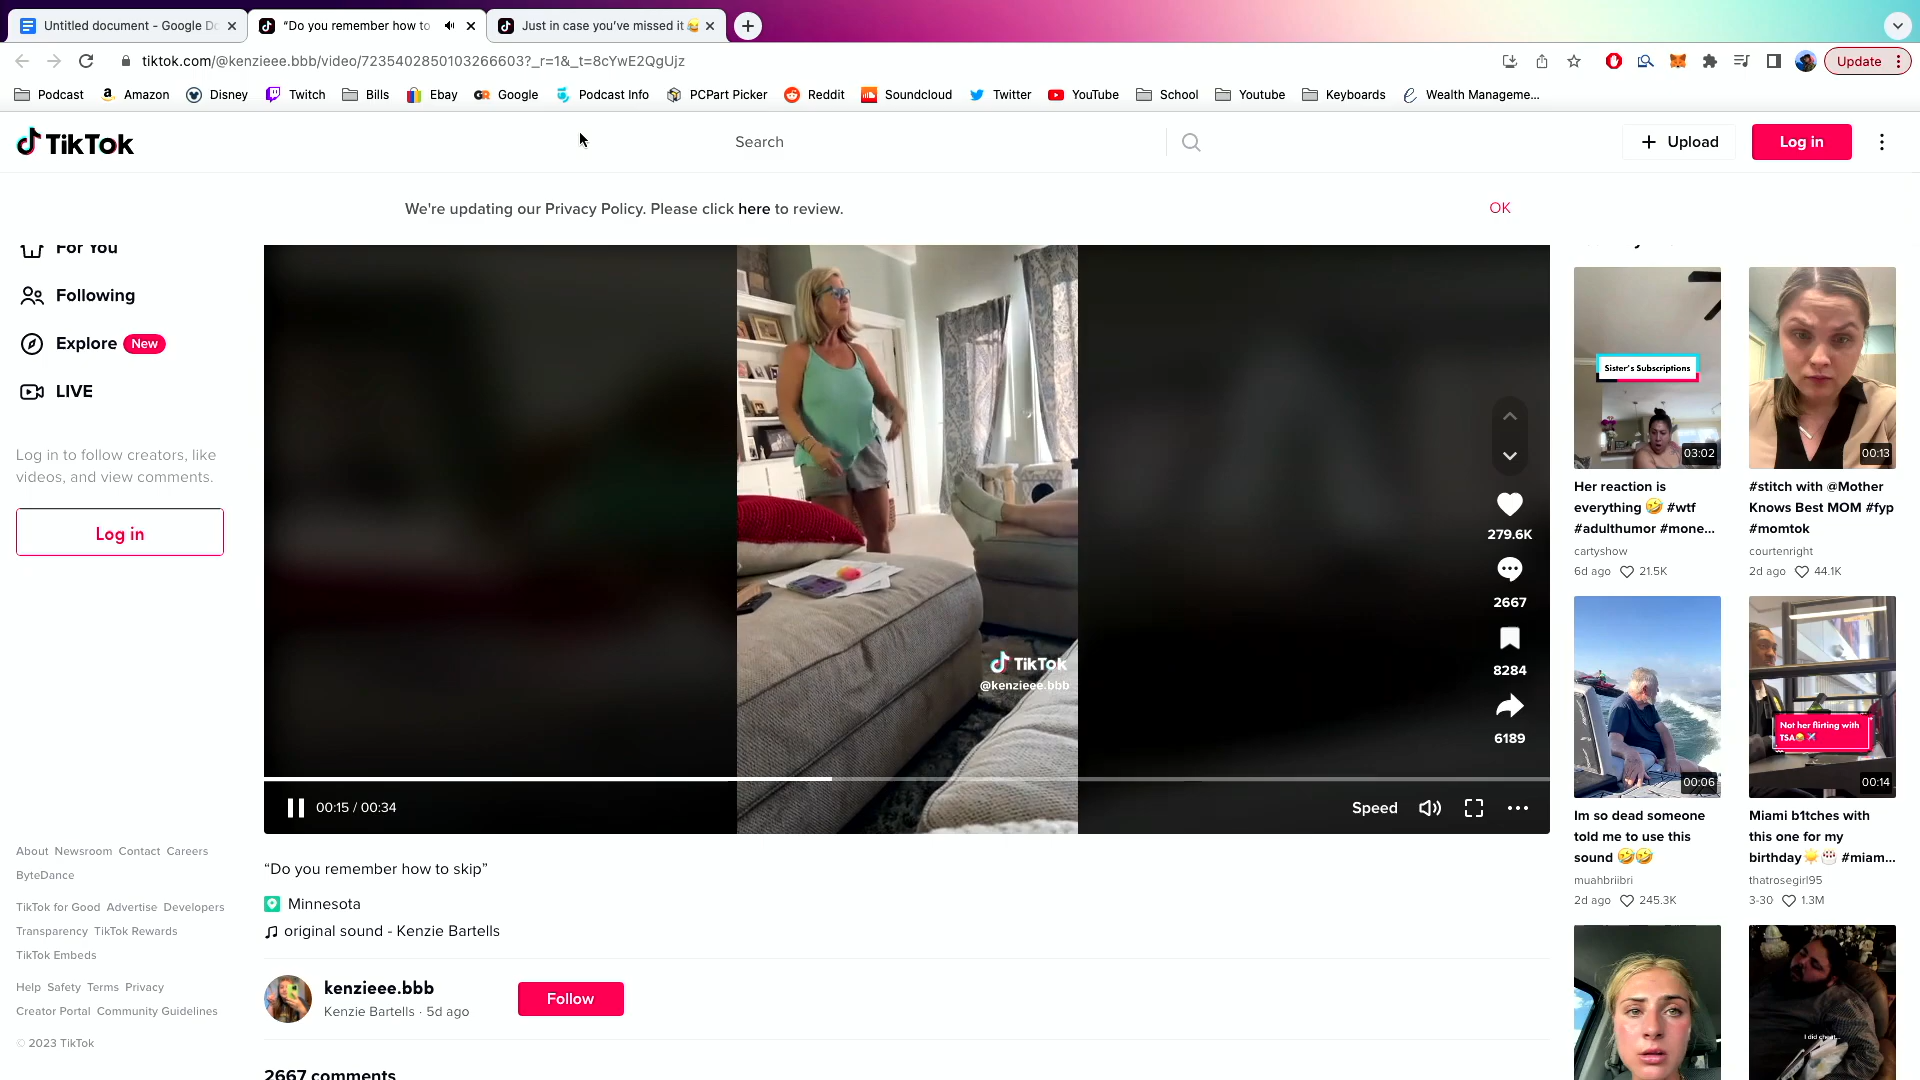 Untitled document - Google Do
“Do you remember how to
Just in case you've missed it 😂
tiktok.com/@kenzieee.bbb/video/7235402850103266603?_r=1&_t=8cYwE2QgUjz
Update
Podcast
Amazon
Disney
Twitch
Bills
Ebay
Google
Podcast Info
PCPart Picker
Reddit
Soundcloud
Twitter
YouTube
School
Youtube
Keyboards
Wealth Manageme...
TikTok
Search
Upload
Log in
We're updating our Privacy Policy. Please click here to review.
OK
For You
Following
Explore New
LIVE
Log in to follow creators, like
videos, and view comments.
Log in
About Newsroom Contact Careers
ByteDance
TikTok for Good Advertise Developers
Transparency TikTok Rewards
TikTok Embeds
Help Safety Terms Privacy
Creator Portal Community Guidelines
© 2023 TikTok
279.6K
2667
8284
6189
TikTok
@kenzieee.bbb
00:15 / 00:34
Speed
“Do you remember how to skip”
Minnesota
original sound - Kenzie Bartells
kenzieee.bbb
Kenzie Bartells · 5d ago
Follow
2667 comments
Sister's Subscriptions
03:02
Her reaction is
everything 🤣 #wtf
#adulthumor #mone...
cartyshow
6d ago 21.5K
00:13
#stitch with @Mother
Knows Best MOM #fyp
#momtok
courtenright
2d ago 44.1K
00:06
Im so dead someone
told me to use this
sound 🤣🤣
muahbriibri
2d ago 245.3K
Not her flirting with
TSA
00:14
Miami b1tches with
this one for my
birthday☀️🎂 #miam...
thatrosegirl95
3-30 1.3M